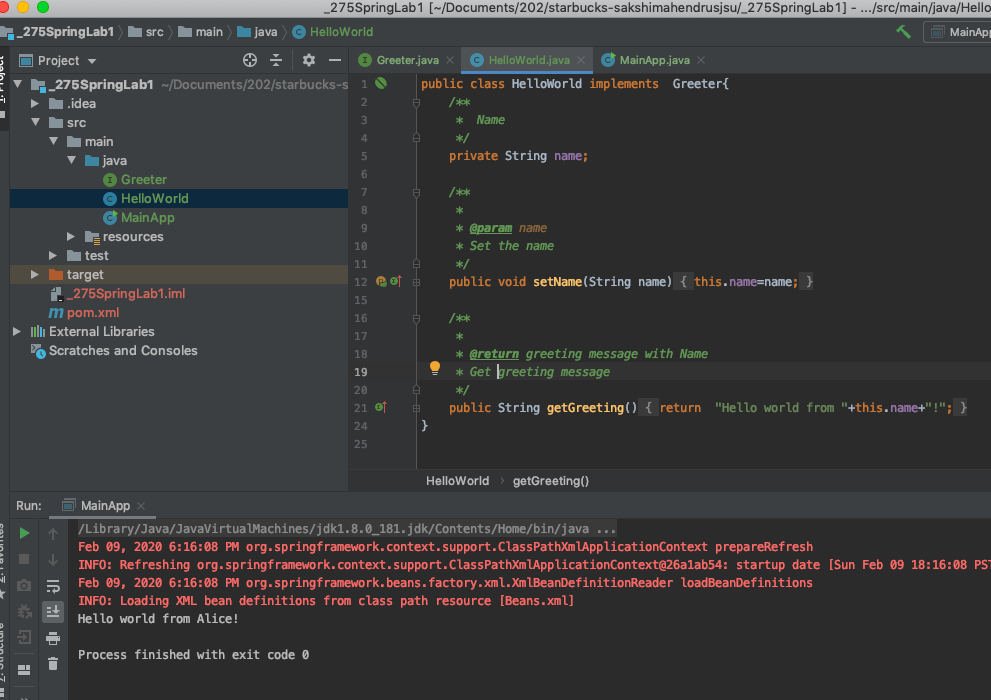 _275SpringLab1 [~/Documents/202/starbucks-sakshimahendrusjsu/_275SpringLab1] - .../src/main/java/Hello
_275SpringLab1 src main java HelloWorld MainApp
Project
1: Project
Greeter.java HelloWorld.java MainApp.java
_275SpringLab1 ~/Documents/202/starbucks-s
.idea
src
main
java
Greeter
HelloWorld
MainApp
resources
test
target
_275SpringLab1.iml
pom.xml
External Libraries
Scratches and Consoles
1 public class HelloWorld implements  Greeter{
2 /**
3 *  Name
4 */
5 private String name;
6
7 /**
8 *
9 * @param name
10 * Set the name
11 */
12 public void setName(String name) { this.name=name; }
15
16 /**
17 *
18 * @return greeting message with Name
19 * Get greeting message
20 */
21 public String getGreeting() { return  "Hello world from "+this.name+"!"; }
24 }
25
HelloWorld getGreeting()
Run: MainApp
/Library/Java/JavaVirtualMachines/jdk1.8.0_181.jdk/Contents/Home/bin/java ...
Feb 09, 2020 6:16:08 PM org.springframework.context.support.ClassPathXmlApplicationContext prepareRefresh
INFO: Refreshing org.springframework.context.support.ClassPathXmlApplicationContext@26a1ab54: startup date [Sun Feb 09 18:16:08 PST
Feb 09, 2020 6:16:08 PM org.springframework.beans.factory.xml.XmlBeanDefinitionReader loadBeanDefinitions
INFO: Loading XML bean definitions from class path resource [Beans.xml]
Hello world from Alice!
Process finished with exit code 0
2: Favorites
Z: Structure